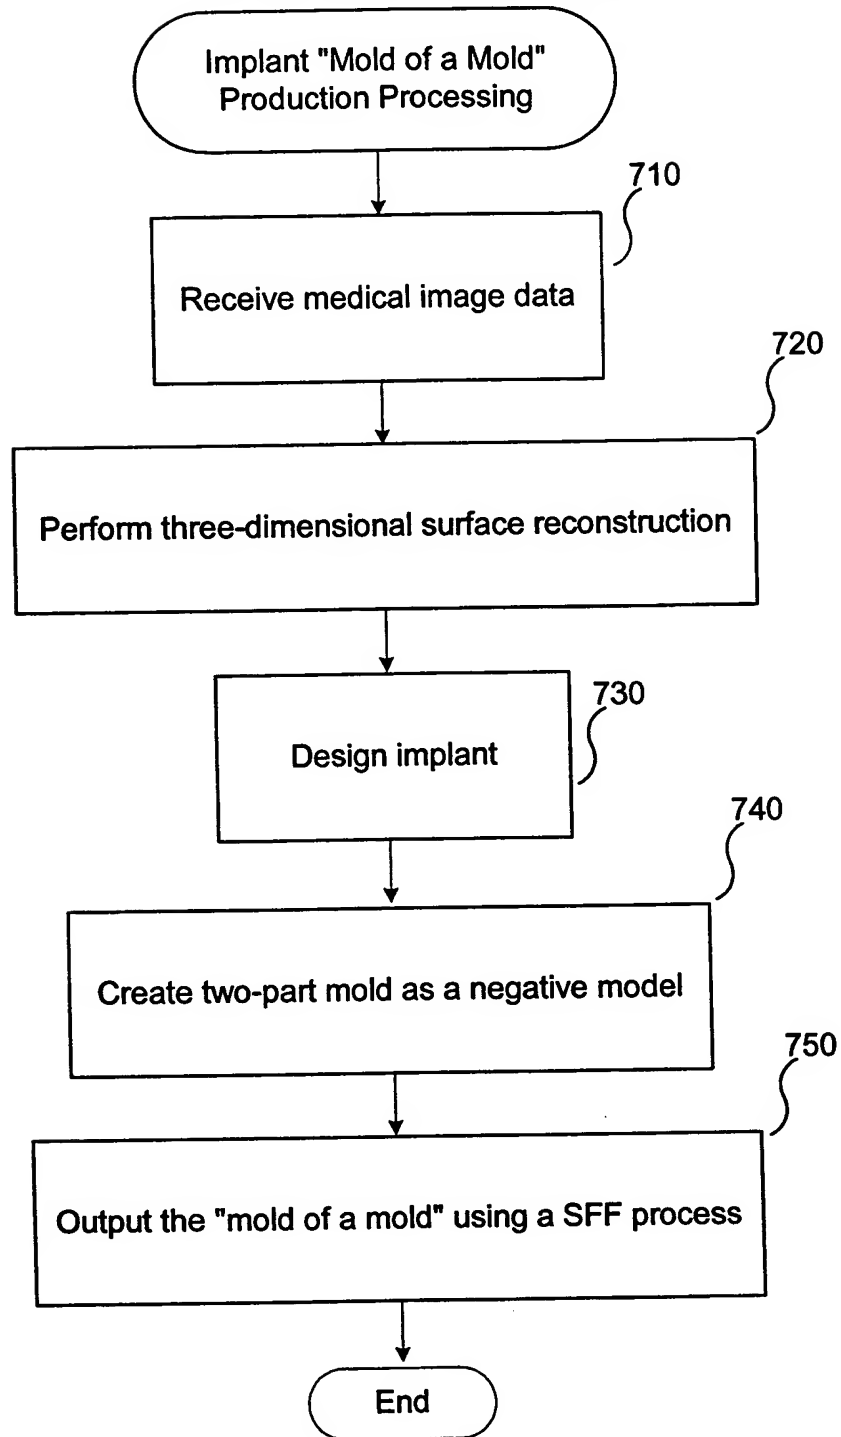 Implant "Mold of a Mold"
Production Processing
710
Receive medical image data
720
Perform three-dimensional surface reconstruction
730
Design implant
740
Create two-part mold as a negative model
750
Output the "mold of a mold" using a SFF process
End